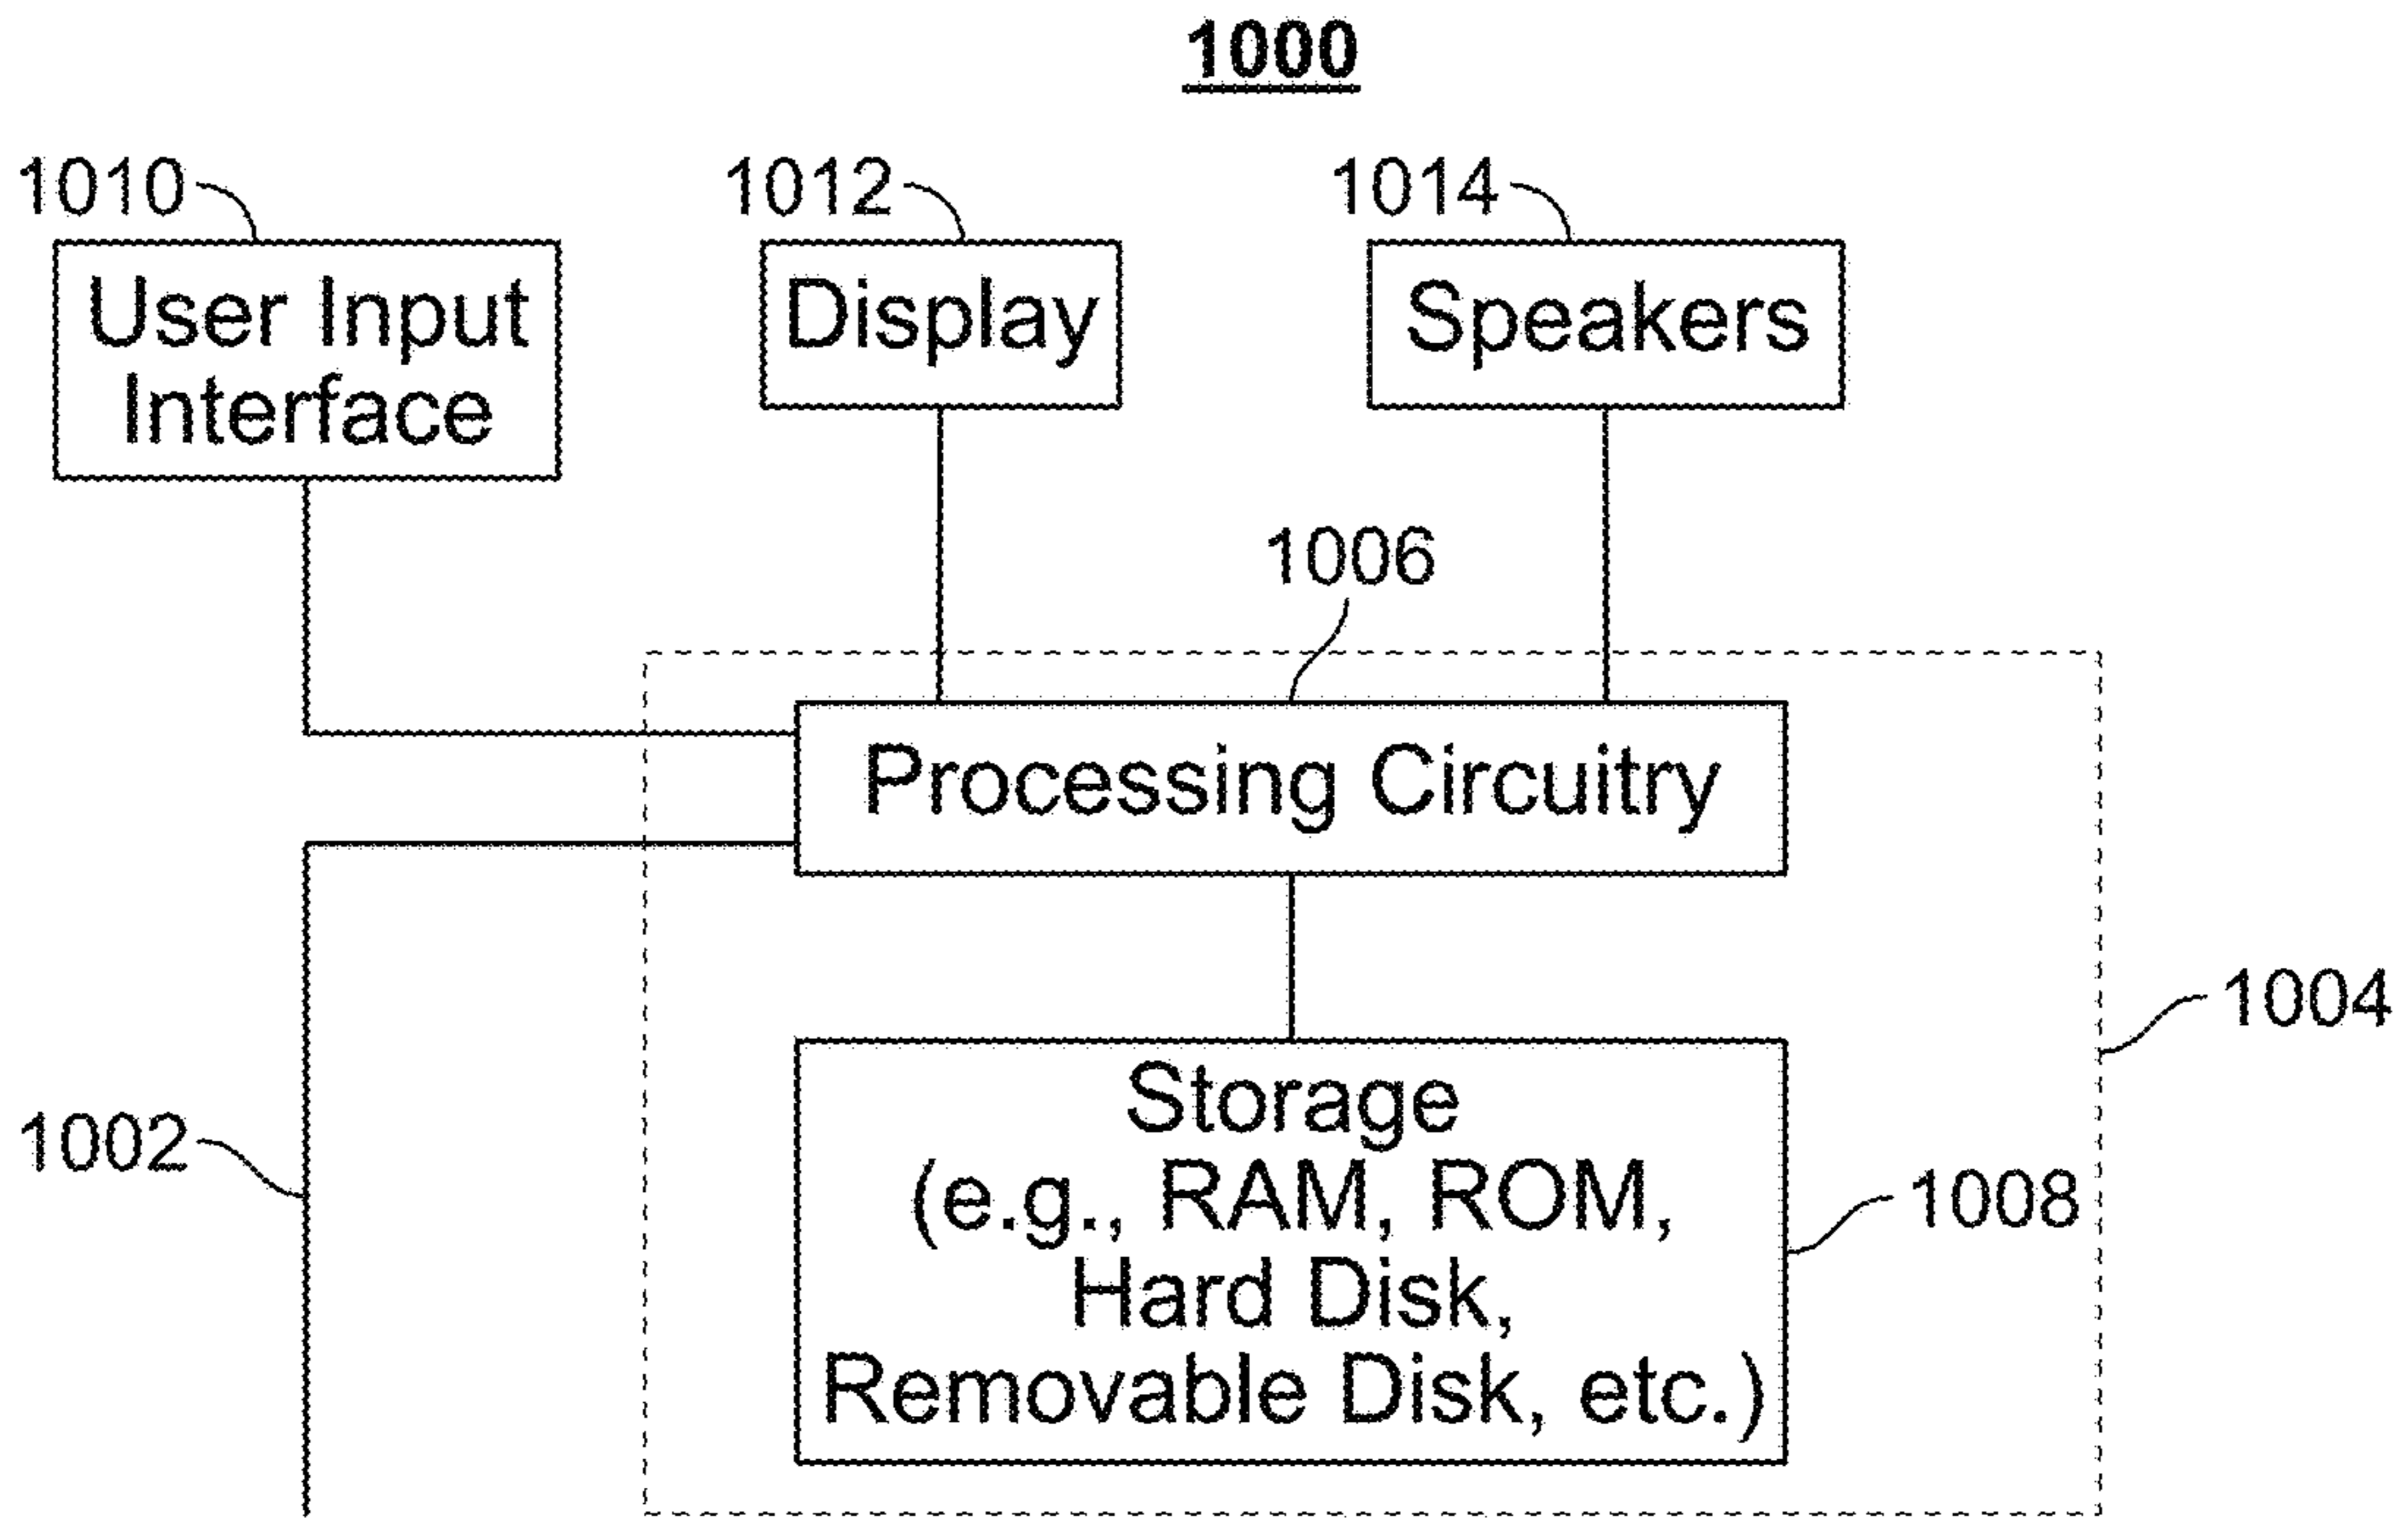 1000
1010
1012
1014
User Input
Interface
Display
Speakers
1006
Processing Circuitry
1004
1002
Storage
(e.g., RAM, ROM,
Hard Disk,
Removable Disk, etc.)
1008